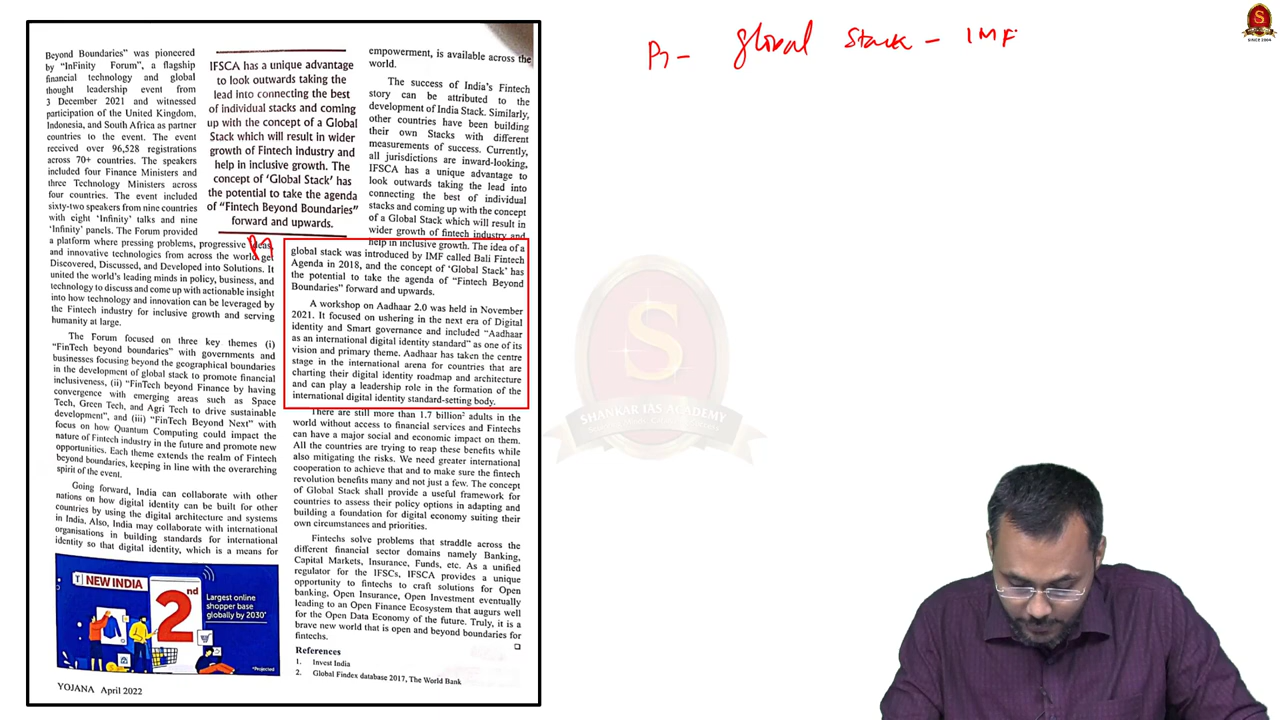 Beyond Boundaries” was pioneered
by “InFinity Forum”, a flagship
financial technology and global
thought leadership event from
3 December 2021 and witnessed
participation of the United Kingdom,
Indonesia, and South Africa as partner
countries to the event. The event
received over 96,528 registrations
across 70+ countries. The speakers
included four Finance Ministers and
three Technology Ministers across
four countries. The event included
sixty-two speakers from nine countries
with eight ‘Infinity’ talks and nine
‘Infinity’ panels. The Forum provided
a platform where pressing problems, progressive ideas,
and innovative technologies from across the world get
Discovered, Discussed, and Developed into Solutions. It
united the world’s leading minds in policy, business, and
technology to discuss and come up with actionable insight
into how technology and innovation can be leveraged by
the Fintech industry for inclusive growth and serving
humanity at large.
The Forum focused on three key themes (i)
“FinTech beyond boundaries” with governments and
businesses focusing beyond the geographical boundaries
in the development of global stack to promote financial
inclusiveness, (ii) “FinTech beyond Finance by having
convergence with emerging areas such as Space
Tech, Green Tech, and Agri Tech to drive sustainable
development”, and (iii) “FinTech Beyond Next” with
focus on how Quantum Computing could impact the
nature of Fintech industry in the future and promote new
opportunities. Each theme extends the realm of Fintech
beyond boundaries, keeping in line with the overarching
spirit of the event.
Going forward, India can collaborate with other
nations on how digital identity can be built for other
countries by using the digital architecture and systems
in India. Also, India may collaborate with international
organisations in building standards for international
identity so that digital identity, which is a means for
NEW INDIA
2nd
Largest online
shopper base
globally by 2030*
*Projected
YOJANA April 2022
IFSCA has a unique advantage
to look outwards taking the
lead into connecting the best
of individual stacks and coming
up with the concept of a Global
Stack which will result in wider
growth of Fintech industry and
help in inclusive growth. The
concept of ‘Global Stack’ has
the potential to take the agenda
of “Fintech Beyond Boundaries”
forward and upwards.
empowerment, is available across the
world.
The success of India’s Fintech
story can be attributed to the
development of India Stack. Similarly,
other countries have been building
their own Stacks with different
measurements of success. Currently,
all jurisdictions are inward-looking,
IFSCA has a unique advantage to
look outwards taking the lead into
connecting the best of individual
stacks and coming up with the concept
of a Global Stack which will result in
wider growth of fintech industry and
help in inclusive growth. The idea of a
global stack was introduced by IMF called Bali Fintech
Agenda in 2018, and the concept of ‘Global Stack’ has
the potential to take the agenda of “Fintech Beyond
Boundaries” forward and upwards.
A workshop on Aadhaar 2.0 was held in November
2021. It focused on ushering in the next era of Digital
identity and Smart governance and included “Aadhaar
as an international digital identity standard” as one of its
vision and primary theme. Aadhaar has taken the centre
stage in the international arena for countries that are
charting their digital identity roadmap and architecture
and can play a leadership role in the formation of the
international digital identity standard-setting body.
There are still more than 1.7 billion² adults in the
world without access to financial services and Fintechs
can have a major social and economic impact on them.
All the countries are trying to reap these benefits while
also mitigating the risks. We need greater international
cooperation to achieve that and to make sure the fintech
revolution benefits many and not just a few. The concept
of Global Stack shall provide a useful framework for
countries to assess their policy options in adapting and
building a foundation for digital economy suiting their
own circumstances and priorities.
Fintechs solve problems that straddle across the
different financial sector domains namely Banking,
Capital Markets, Insurance, Funds, etc. As a unified
regulator for the IFSCs, IFSCA provides a unique
opportunity to fintechs to craft solutions for Open
banking, Open Insurance, Open Investment eventually
leading to an Open Finance Ecosystem that augurs well
for the Open Data Economy of the future. Truly, it is a
brave new world that is open and beyond boundaries for
fintechs.
References
1. Invest India
2. Global Findex database 2017, The World Bank
global Stack – IMF
S
SHANKAR IAS ACADEMY
S
SINCE 2004